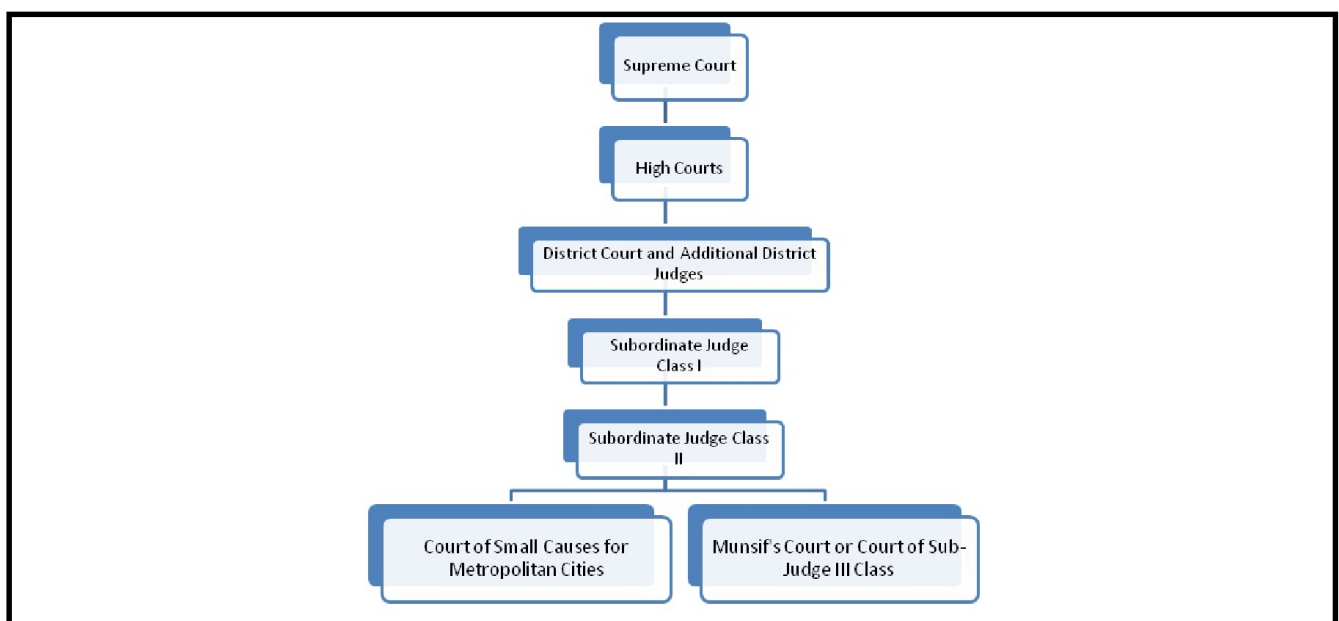 Supreme Court
High Courts
District Court and Additional District
Judges
Subordinate Judge
Class I
Subordinate Judge Class
II
Court of Small Causes for
Metropolitan Cities
Munsif's Court or Court of Sub-
Judge III Class